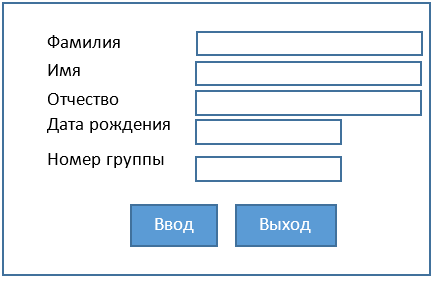 Фамилия
Имя
Отчество
Дата рождения
Номер группы
Ввод Выход